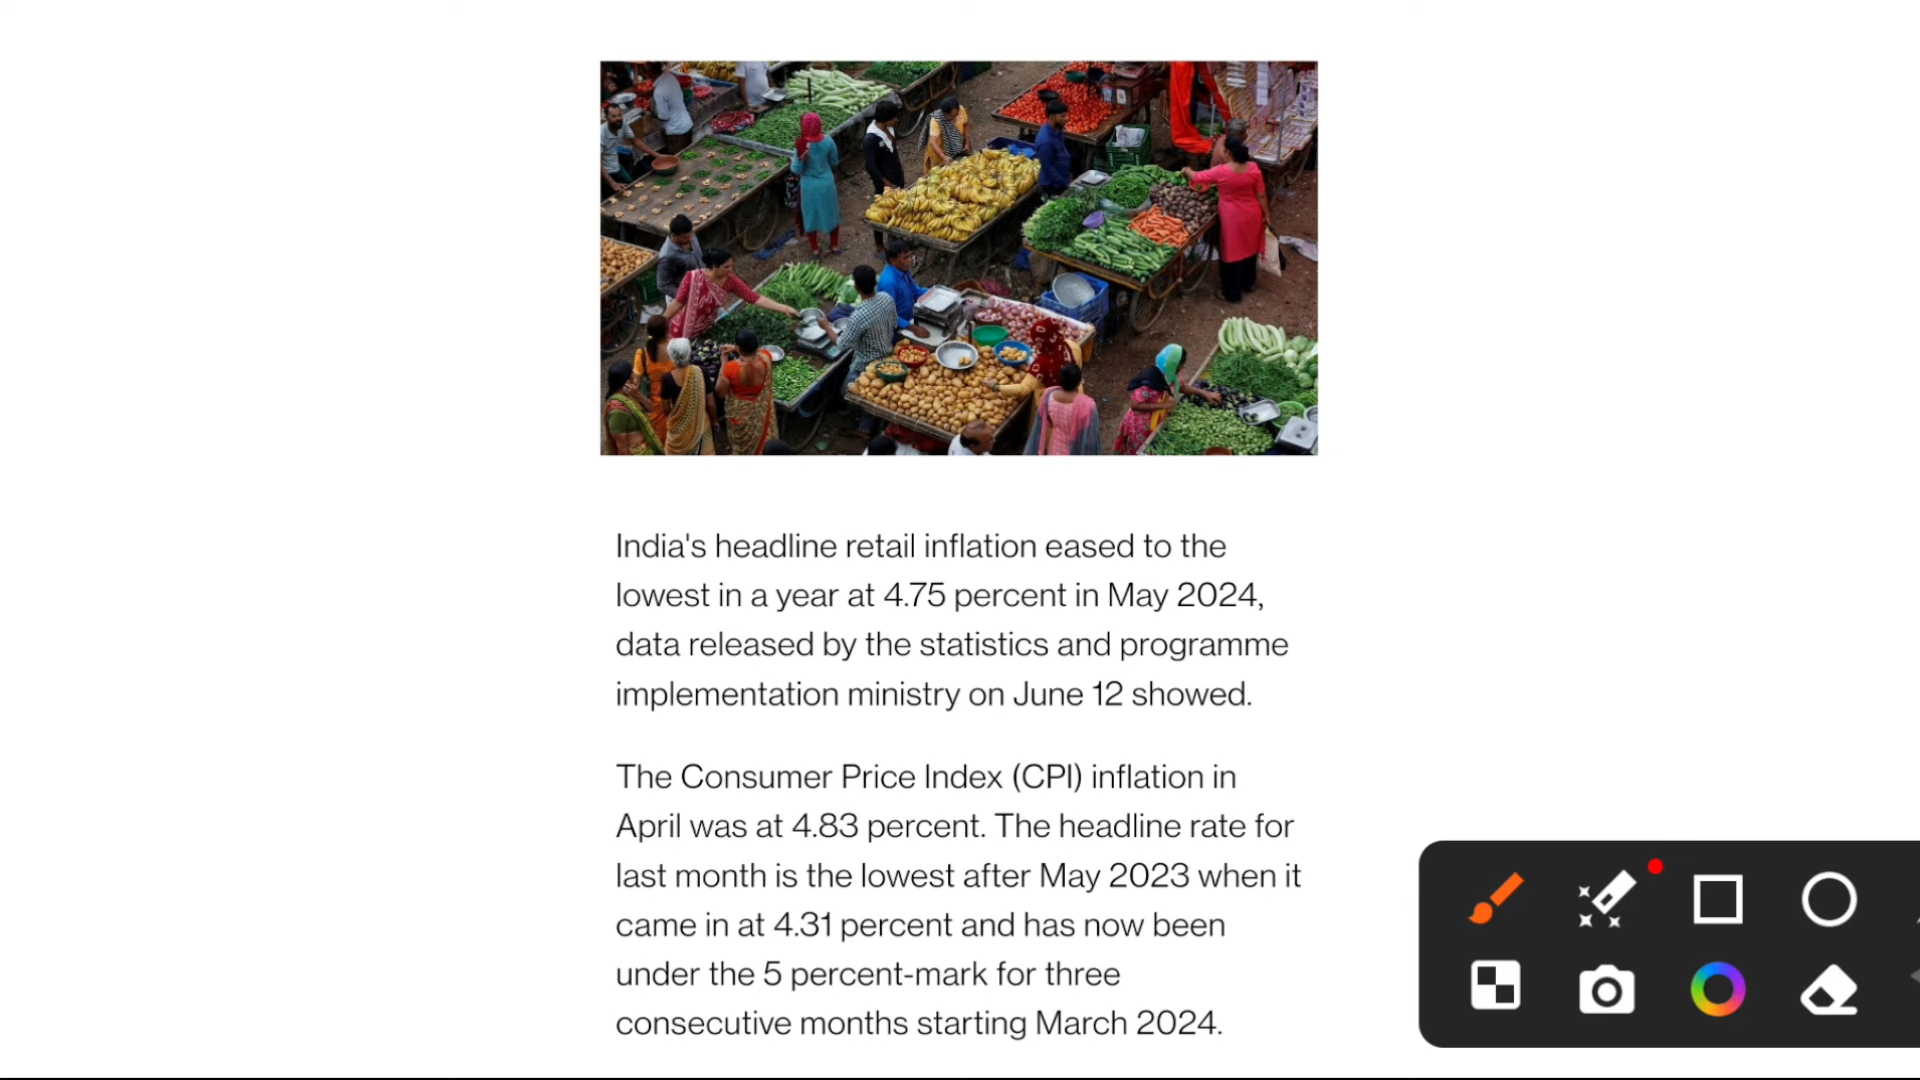 India's headline retail inflation eased to the
lowest in a year at 4.75 percent in May 2024,
data released by the statistics and programme
implementation ministry on June 12 showed.
The Consumer Price Index (CPI) inflation in
April was at 4.83 percent. The headline rate for
last month is the lowest after May 2023 when it
came in at 4.31 percent and has now been
under the 5 percent-mark for three
consecutive months starting March 2024.